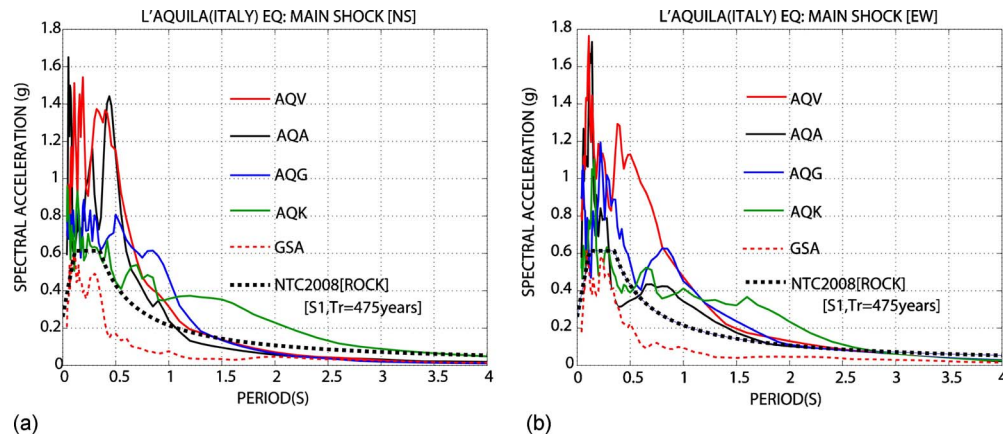 L'AQUILA(ITALY) EQ: MAIN SHOCK [NS]
SPECTRAL ACCELERATION (g)
1.8
1.6
1.4
1.2
1
0.8
0.6
0.4
0.2
0
AQV
AQA
AQG
AQK
GSA
NTC2008[ROCK]
[S1,Tr=475years]
0 0.5 1 1.5 2 2.5 3 3.5 4
PERIOD(S)
(a)
L'AQUILA(ITALY) EQ: MAIN SHOCK [EW]
SPECTRAL ACCELERATION (g)
1.8
1.6
1.4
1.2
1
0.8
0.6
0.4
0.2
0
AQV
AQA
AQG
AQK
GSA
NTC2008[ROCK]
[S1,Tr=475years]
0 0.5 1 1.5 2 2.5 3 3.5 4
PERIOD(S)
(b)